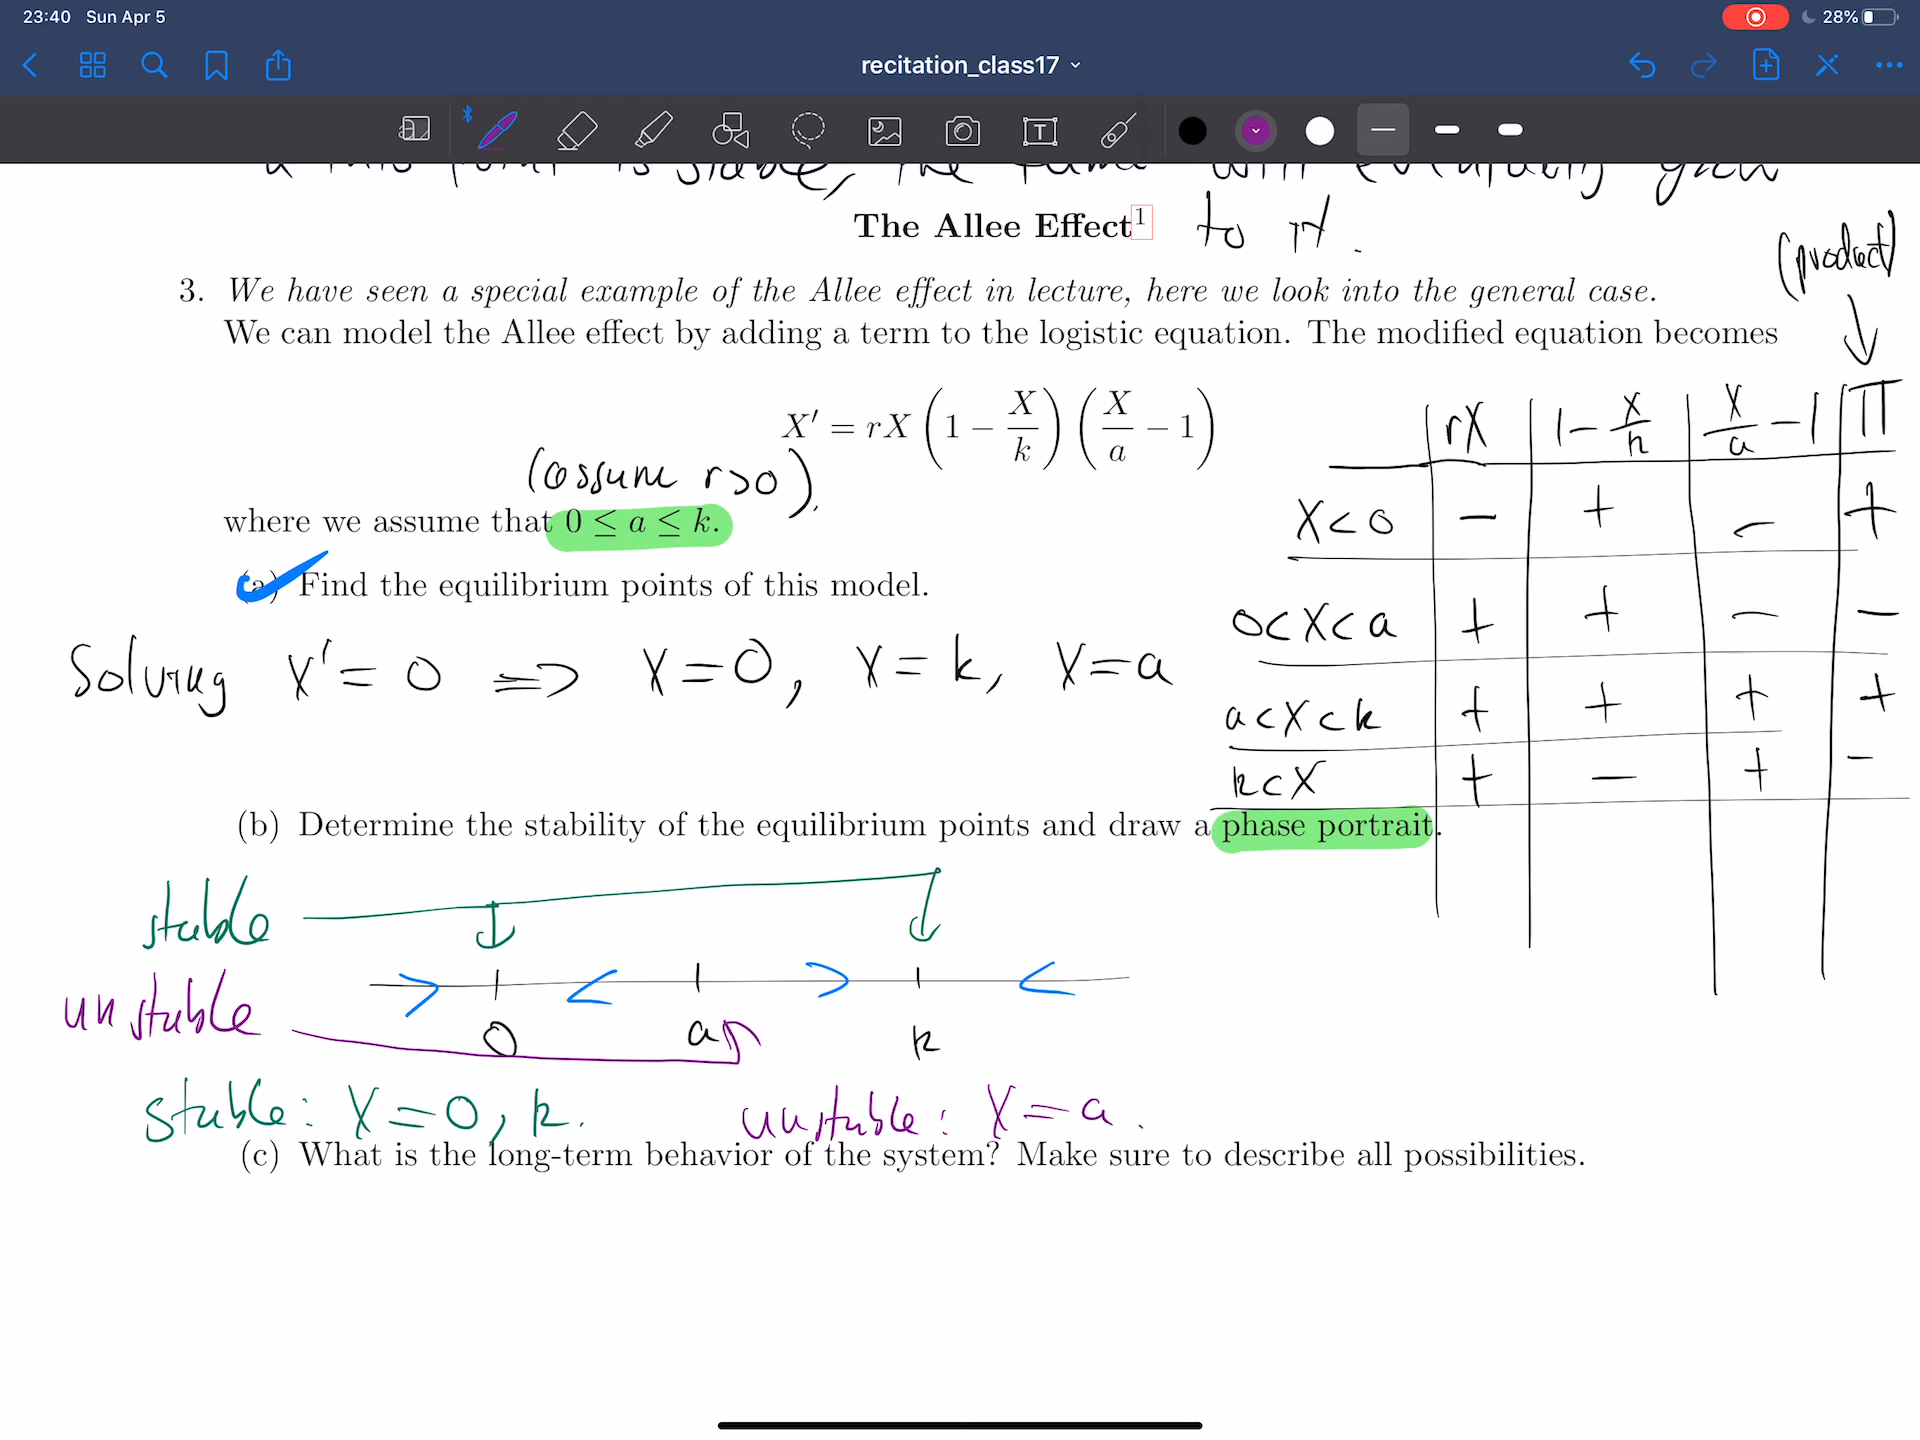 23:40 Sun Apr 5
28%
recitation_class17
will eventually
to it.
The Allee Effect¹
(product)
3. We have seen a special example of the Allee effect in lecture, here we look into the general case.
We can model the Allee effect by adding a term to the logistic equation. The modified equation becomes
X′ = rX (1 − X/k) (X/a − 1)
(assume r>0).
where we assume that 0 ≤ a ≤ k.
(a) Find the equilibrium points of this model.
Solving X' = 0 ⇒ X=0, X=k, X=a
rX | 1 − X/k | X/a − 1 | Π
X<0 | − | + | − | +
0<X<a | + | + | − | −
a<X<k | + | + | + | +
k<X | + | − | + | −
(b) Determine the stability of the equilibrium points and draw a phase portrait.
stable
unstable
0 a k
stable: X=0, k. unstable: X=a.
(c) What is the long-term behavior of the system? Make sure to describe all possibilities.